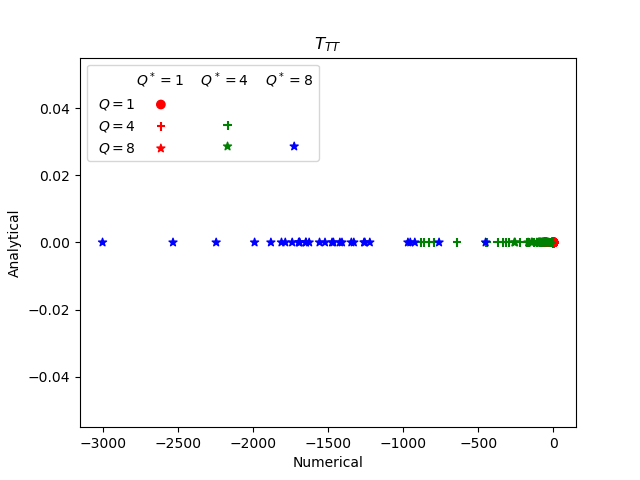 T_TT
Q* = 1 Q* = 4 Q* = 8
Q = 1
Q = 4
Q = 8
0.04
0.02
0.00
−0.02
−0.04
Analytical
−3000 −2500 −2000 −1500 −1000 −500 0
Numerical